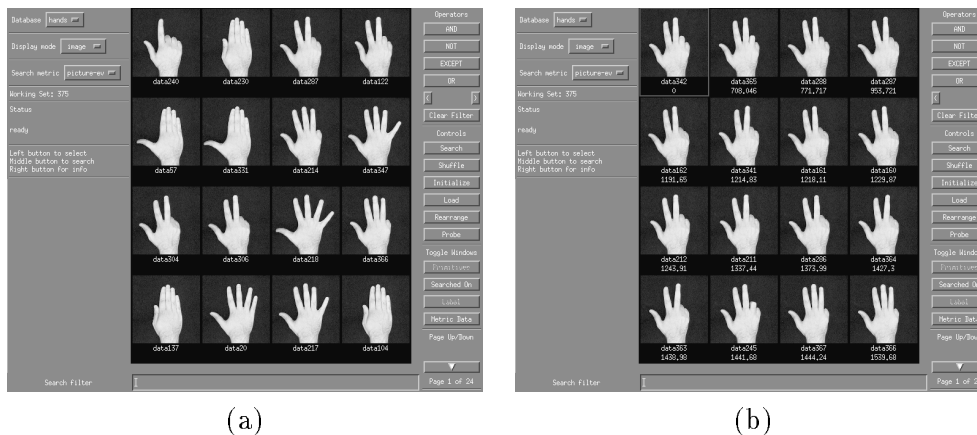 Database hands
Display mode image
Search metric picture-ev
Working Set: 375
Status
ready
Left button to select
Middle button to search
Right button for info
data240 data230 data287 data122
data57 data331 data214 data347
data304 data306 data218 data366
data137 data20 data217 data104
Operators
AND
NOT
EXCEPT
OR
( )
Clear Filter
Controls
Search
Shuffle
Initialize
Load
Rearrange
Probe
Toggle Windows
Primitives
Searched On
Label
Metric Data
Page Up/Down
Page 1 of 24
Search filter
(a)
Database hands
Display mode image
Search metric picture-ev
Working Set: 375
Status
ready
Left button to select
Middle button to search
Right button for info
data342 data365 data288 data287
0 708.046 771.717 953.721
data162 data341 data161 data160
1191.65 1214.83 1218.11 1229.87
data212 data211 data286 data364
1243.91 1337.44 1373.99 1427.3
data363 data245 data367 data366
1438.98 1441.68 1444.24 1539.68
Operators
AND
NOT
EXCEPT
OR
(
Clear Filte
Controls
Search
Shuffle
Initialize
Load
Rearrange
Probe
Toggle Windows
Primitives
Searched On
Label
Metric Data
Page Up/Down
Page 1 of 2
Search filter
(b)